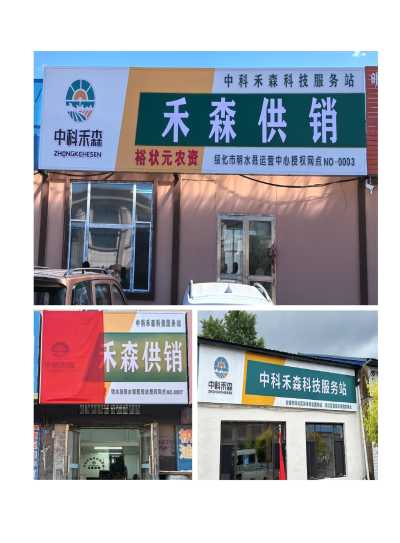 中科禾森科技服务站
中科禾森
ZHONGKEHESEN
禾森供销
裕状元农资
绥化市明水县运营中心授权网点 NO·0003
中科禾森科技服务站
禾森供销
NO·0007
中科禾森
中科禾森科技服务站